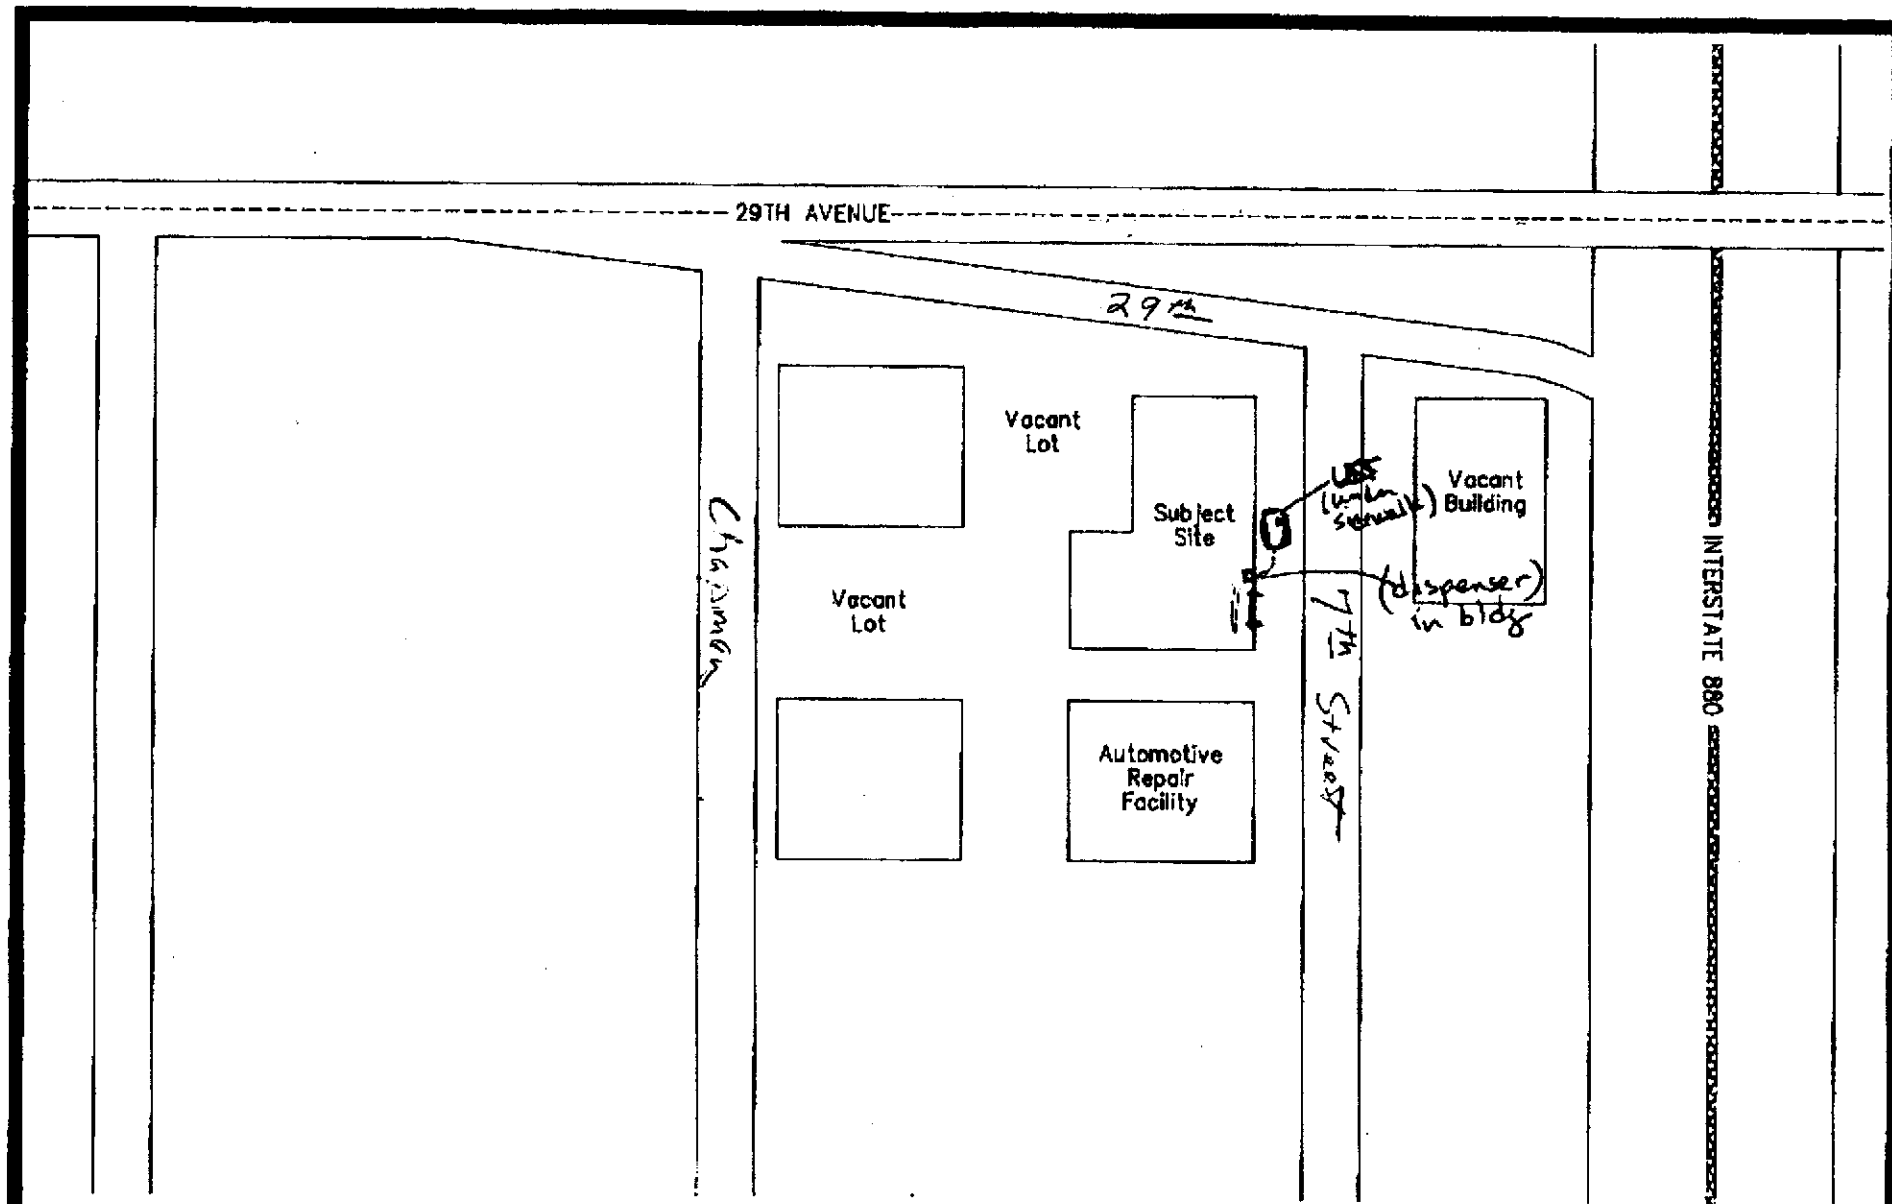 29TH AVENUE
29th
Vacant
Lot
Subject
Site
UST
(under
sidewalk)
Vacant
Building
(dispenser)
in bldg
Vacant
Lot
Chapman
7th Street
INTERSTATE 880
Automotive
Repair
Facility